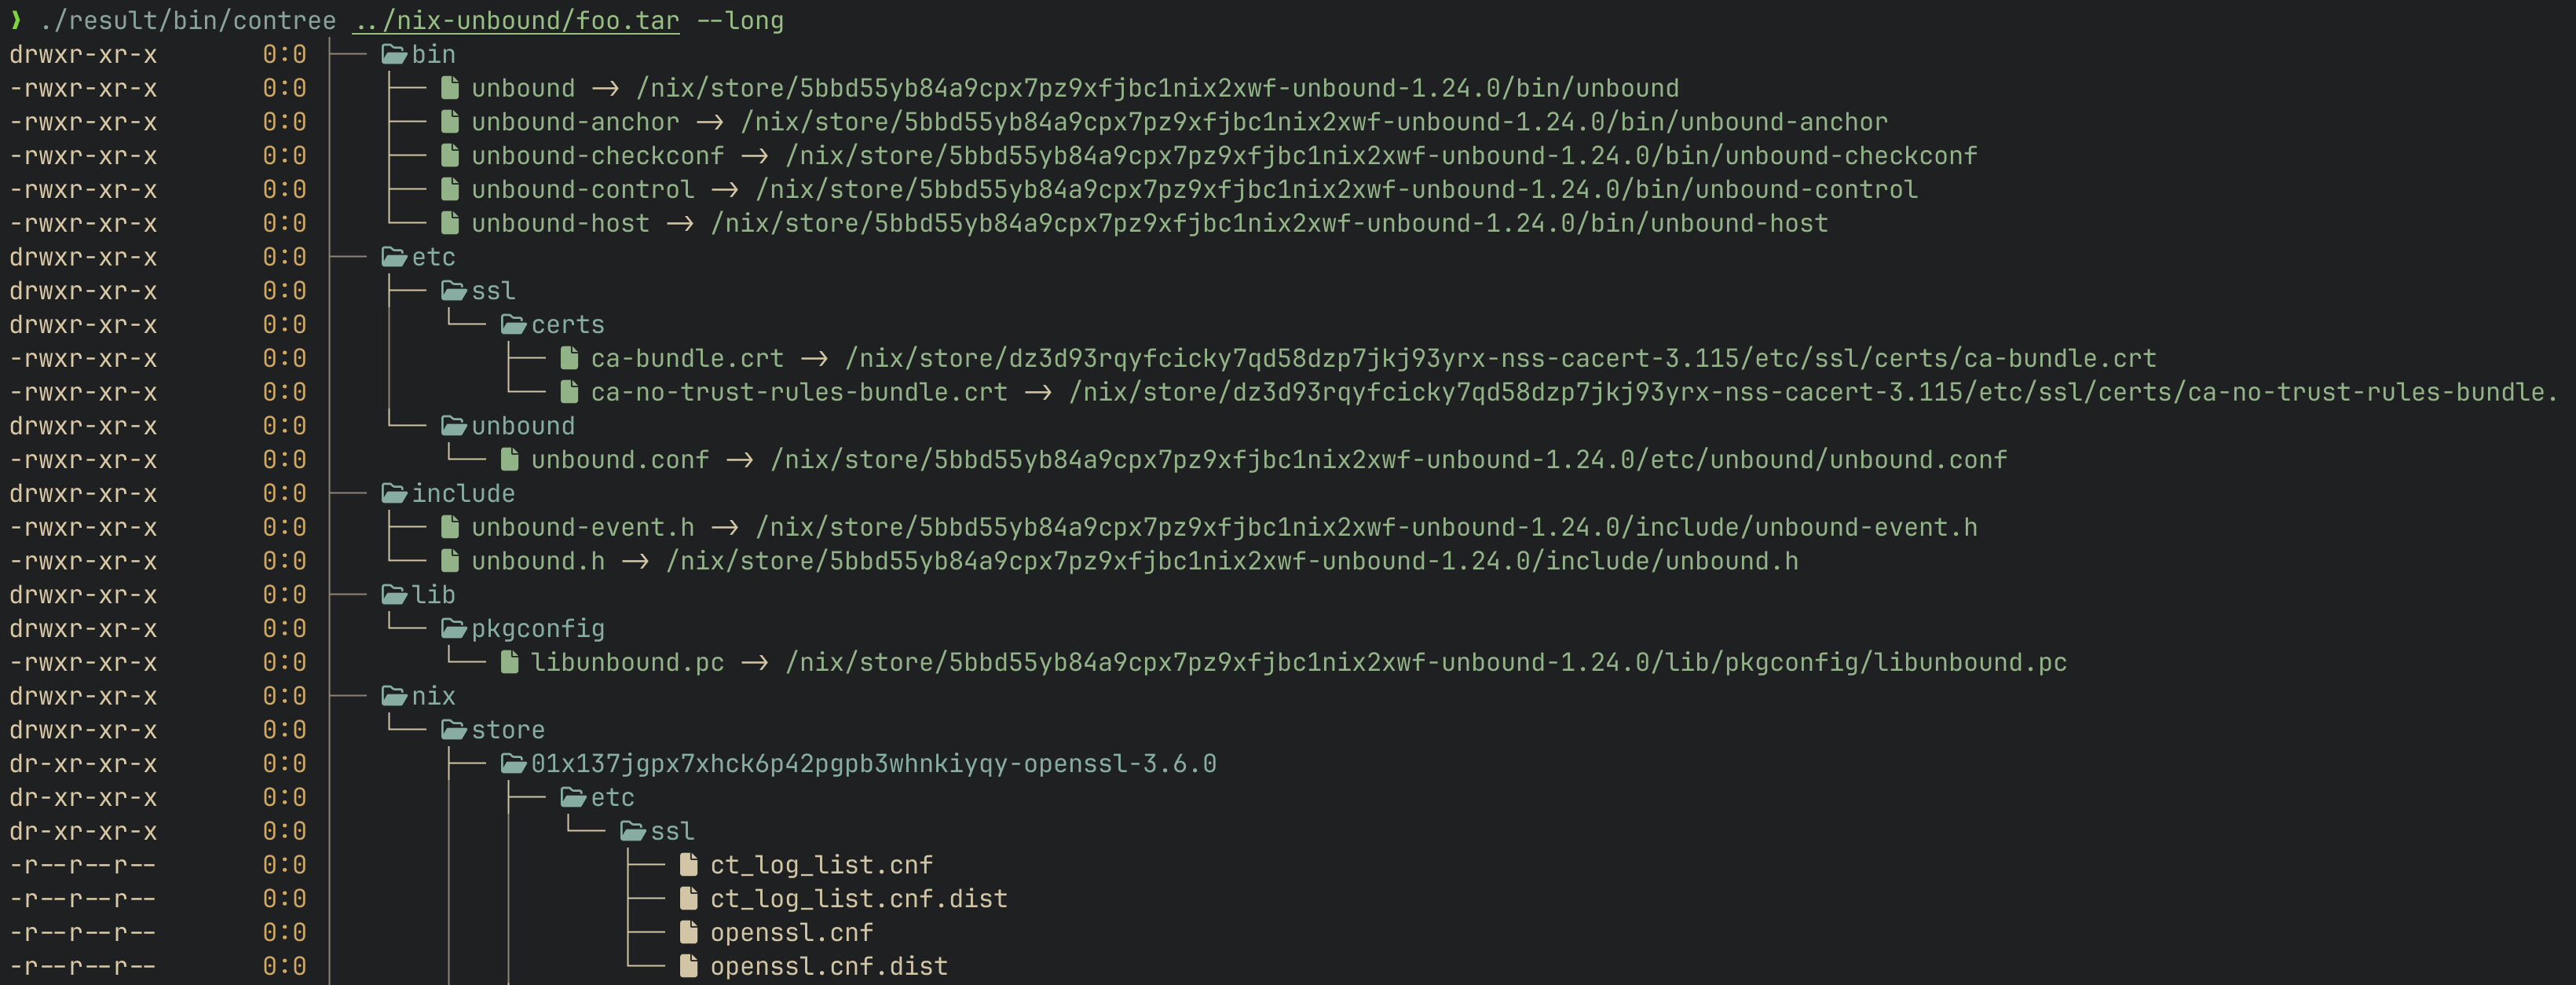 ❯ ./result/bin/contree ../nix-unbound/foo.tar --long
drwxr-xr-x 0:0 ├── bin
-rwxr-xr-x 0:0 │ ├── unbound -> /nix/store/5bbd55yb84a9cpx7pz9xfjbc1nix2xwf-unbound-1.24.0/bin/unbound
-rwxr-xr-x 0:0 │ ├── unbound-anchor -> /nix/store/5bbd55yb84a9cpx7pz9xfjbc1nix2xwf-unbound-1.24.0/bin/unbound-anchor
-rwxr-xr-x 0:0 │ ├── unbound-checkconf -> /nix/store/5bbd55yb84a9cpx7pz9xfjbc1nix2xwf-unbound-1.24.0/bin/unbound-checkconf
-rwxr-xr-x 0:0 │ ├── unbound-control -> /nix/store/5bbd55yb84a9cpx7pz9xfjbc1nix2xwf-unbound-1.24.0/bin/unbound-control
-rwxr-xr-x 0:0 │ └── unbound-host -> /nix/store/5bbd55yb84a9cpx7pz9xfjbc1nix2xwf-unbound-1.24.0/bin/unbound-host
drwxr-xr-x 0:0 ├── etc
drwxr-xr-x 0:0 │ ├── ssl
drwxr-xr-x 0:0 │ │ └── certs
-rwxr-xr-x 0:0 │ │ ├── ca-bundle.crt -> /nix/store/dz3d93rqyfcicky7qd58dzp7jkj93yrx-nss-cacert-3.115/etc/ssl/certs/ca-bundle.crt
-rwxr-xr-x 0:0 │ │ └── ca-no-trust-rules-bundle.crt -> /nix/store/dz3d93rqyfcicky7qd58dzp7jkj93yrx-nss-cacert-3.115/etc/ssl/certs/ca-no-trust-rules-bundle.
drwxr-xr-x 0:0 │ └── unbound
-rwxr-xr-x 0:0 │ └── unbound.conf -> /nix/store/5bbd55yb84a9cpx7pz9xfjbc1nix2xwf-unbound-1.24.0/etc/unbound/unbound.conf
drwxr-xr-x 0:0 ├── include
-rwxr-xr-x 0:0 │ ├── unbound-event.h -> /nix/store/5bbd55yb84a9cpx7pz9xfjbc1nix2xwf-unbound-1.24.0/include/unbound-event.h
-rwxr-xr-x 0:0 │ └── unbound.h -> /nix/store/5bbd55yb84a9cpx7pz9xfjbc1nix2xwf-unbound-1.24.0/include/unbound.h
drwxr-xr-x 0:0 ├── lib
drwxr-xr-x 0:0 │ └── pkgconfig
-rwxr-xr-x 0:0 │ └── libunbound.pc -> /nix/store/5bbd55yb84a9cpx7pz9xfjbc1nix2xwf-unbound-1.24.0/lib/pkgconfig/libunbound.pc
drwxr-xr-x 0:0 ├── nix
drwxr-xr-x 0:0 │ └── store
dr-xr-xr-x 0:0 │ ├── 01x137jgpx7xhck6p42pgpb3whnkiyqy-openssl-3.6.0
dr-xr-xr-x 0:0 │ │ ├── etc
dr-xr-xr-x 0:0 │ │ │ └── ssl
-r--r--r-- 0:0 │ │ │ ├── ct_log_list.cnf
-r--r--r-- 0:0 │ │ │ ├── ct_log_list.cnf.dist
-r--r--r-- 0:0 │ │ │ ├── openssl.cnf
-r--r--r-- 0:0 │ │ │ └── openssl.cnf.dist